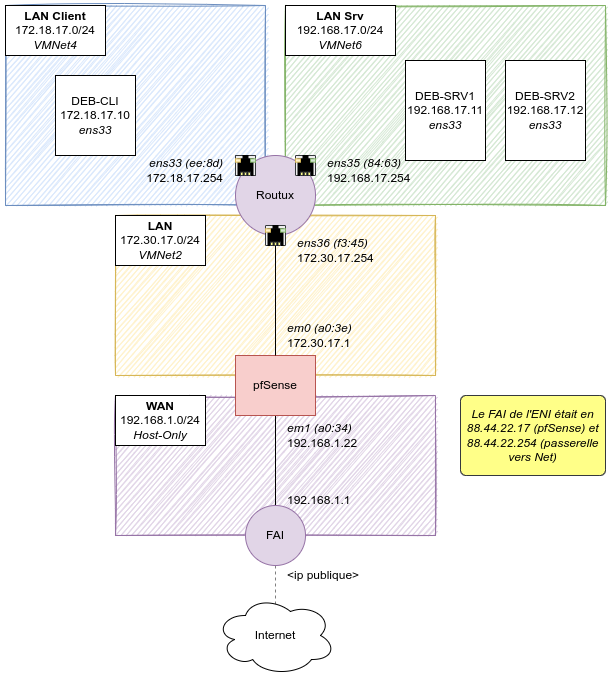 LAN Client
172.18.17.0/24
VMNet4
LAN Srv
192.168.17.0/24
VMNet6
DEB-CLI
172.18.17.10
ens33
DEB-SRV1
192.168.17.11
ens33
DEB-SRV2
192.168.17.12
ens33
ens33 (ee:8d)
172.18.17.254
ens35 (84:63)
192.168.17.254
Routux
LAN
172.30.17.0/24
VMNet2
ens36 (f3:45)
172.30.17.254
em0 (a0:3e)
172.30.17.1
pfSense
WAN
192.168.1.0/24
Host-Only
em1 (a0:34)
192.168.1.22
Le FAI de l'ENI était en
88.44.22.17 (pfSense) et
88.44.22.254 (passerelle
vers Net)
192.168.1.1
FAI
<ip publique>
Internet